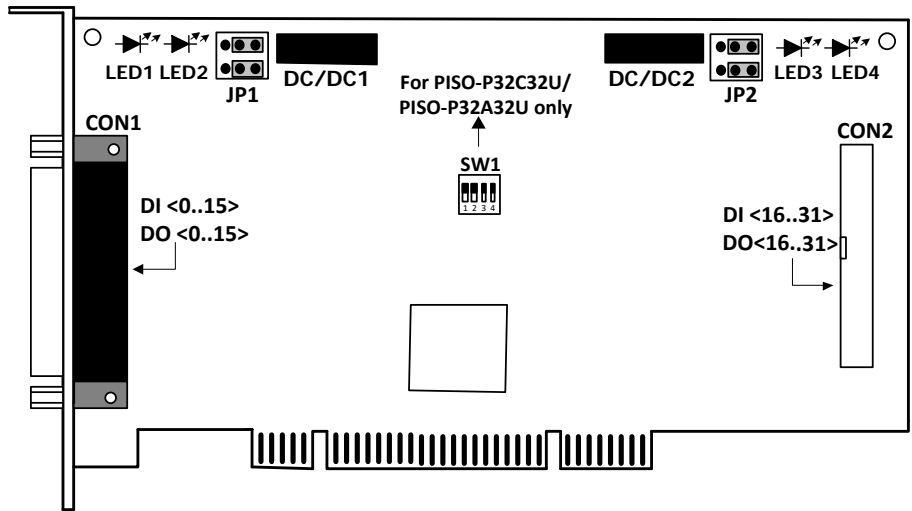 LED1 LED2
JP1
DC/DC1
For PISO-P32C32U/
PISO-P32A32U only
DC/DC2
JP2
LED3 LED4
CON1
SW1
1 2 3 4
CON2
DI <0..15>
DO <0..15>
DI <16..31>
DO<16..31>